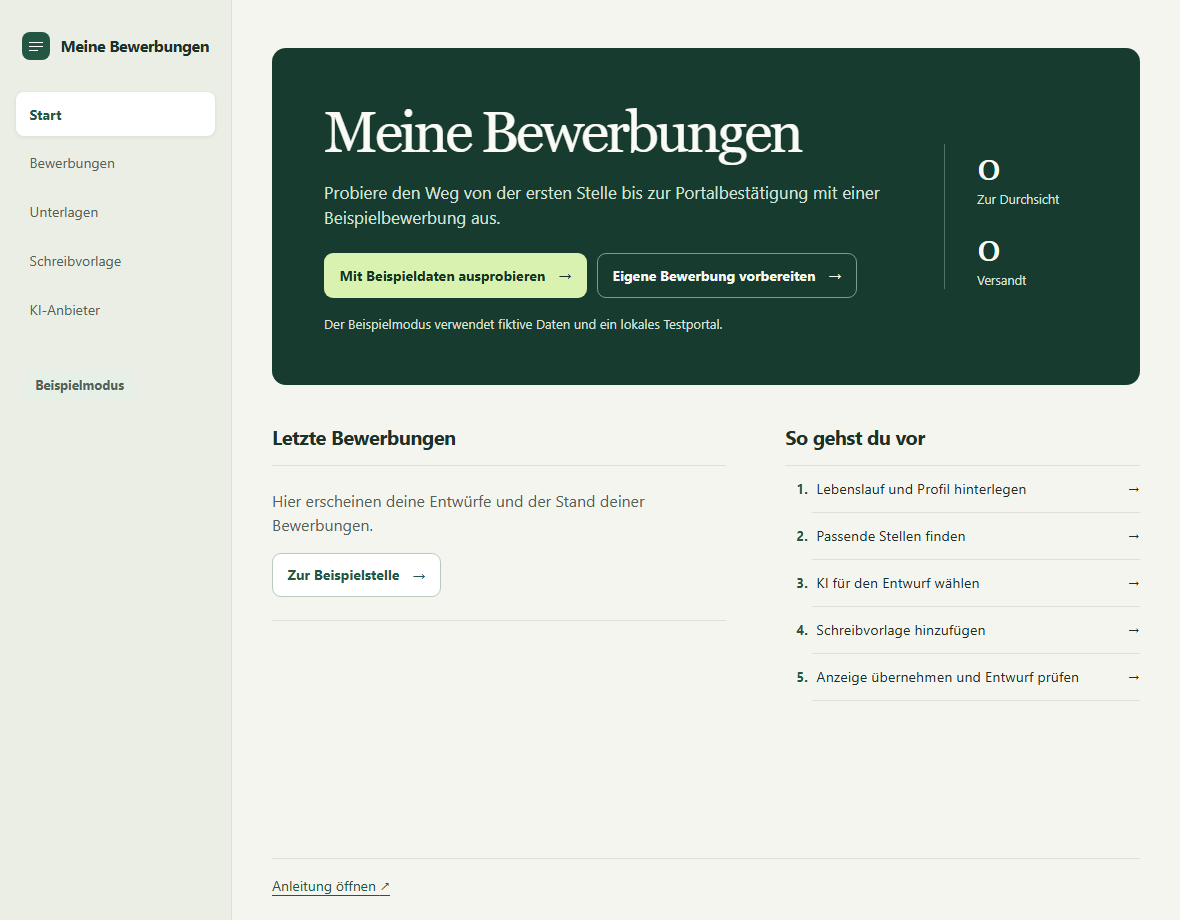 Meine Bewerbungen
Start
Bewerbungen
Unterlagen
Schreibvorlage
KI-Anbieter
Beispielmodus
Meine Bewerbungen
Probiere den Weg von der ersten Stelle bis zur Portalbestätigung mit einer
Beispielbewerbung aus.
Mit Beispieldaten ausprobieren →
Eigene Bewerbung vorbereiten →
Der Beispielmodus verwendet fiktive Daten und ein lokales Testportal.
0
Zur Durchsicht
0
Versandt
Letzte Bewerbungen
Hier erscheinen deine Entwürfe und der Stand deiner
Bewerbungen.
Zur Beispielstelle →
So gehst du vor
1. Lebenslauf und Profil hinterlegen →
2. Passende Stellen finden →
3. KI für den Entwurf wählen →
4. Schreibvorlage hinzufügen →
5. Anzeige übernehmen und Entwurf prüfen →
Anleitung öffnen ↗